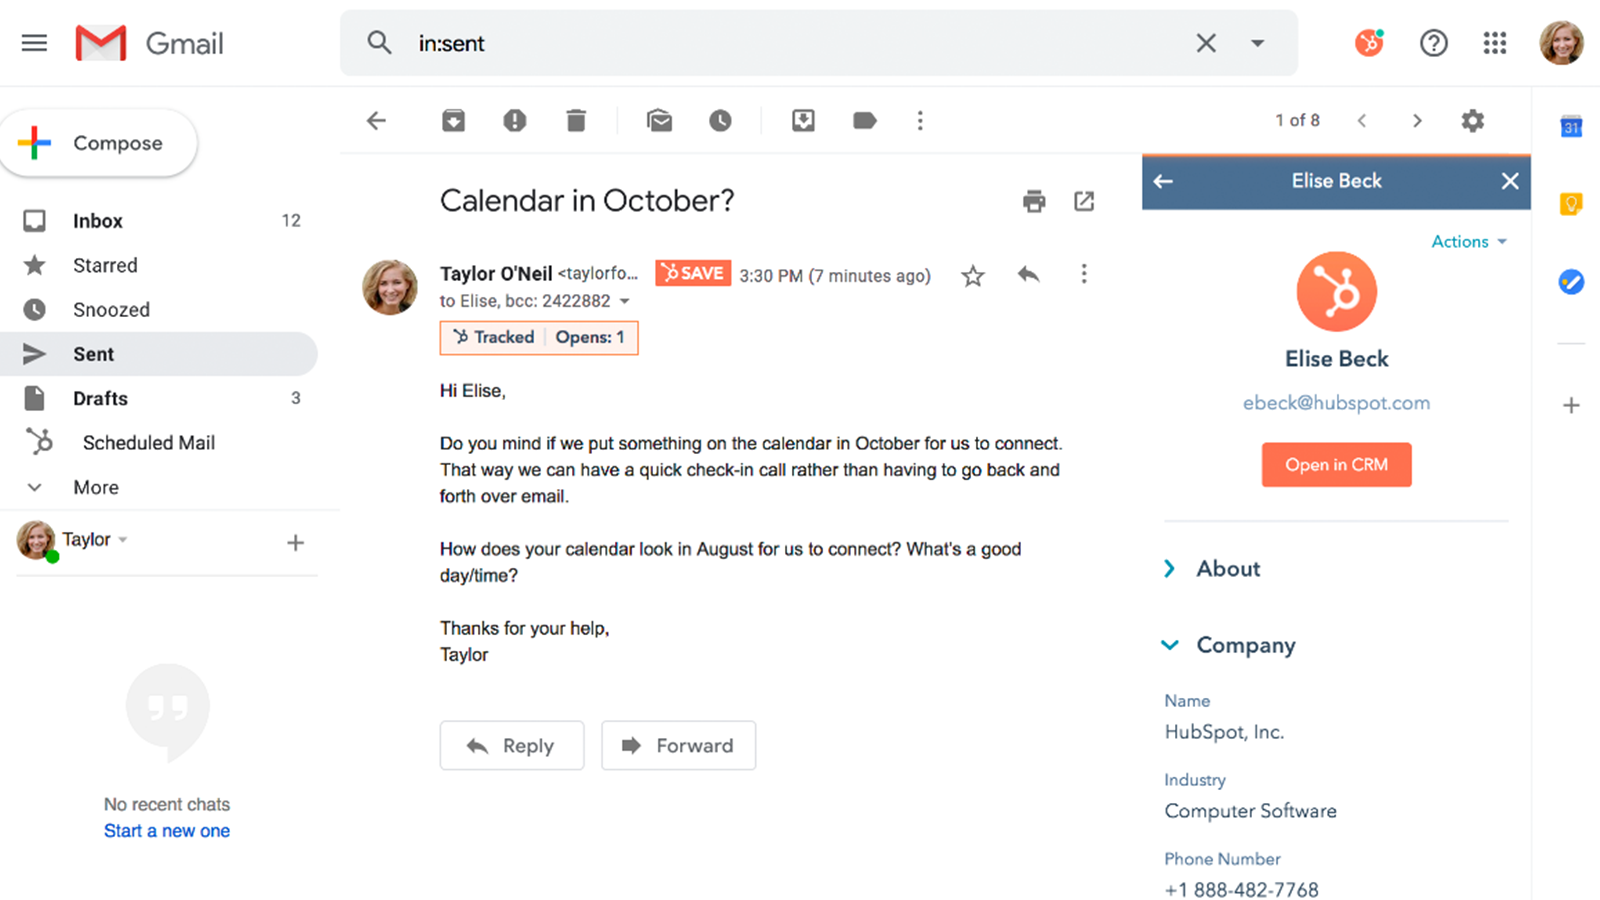 Gmail
in:sent
Compose
1 of 8
31
Inbox 12
Starred
Snoozed
Sent
Drafts 3
Scheduled Mail
More
Taylor
No recent chats
Start a new one
Calendar in October?
Taylor O'Neil <taylorfo... SAVE 3:30 PM (7 minutes ago)
to Elise, bcc: 2422882
Tracked Opens: 1
Hi Elise,
Do you mind if we put something on the calendar in October for us to connect.
That way we can have a quick check-in call rather than having to go back and
forth over email.
How does your calendar look in August for us to connect? What's a good
day/time?
Thanks for your help,
Taylor
Reply Forward
Elise Beck
Actions
Elise Beck
ebeck@hubspot.com
Open in CRM
About
Company
Name
HubSpot, Inc.
Industry
Computer Software
Phone Number
+1 888-482-7768